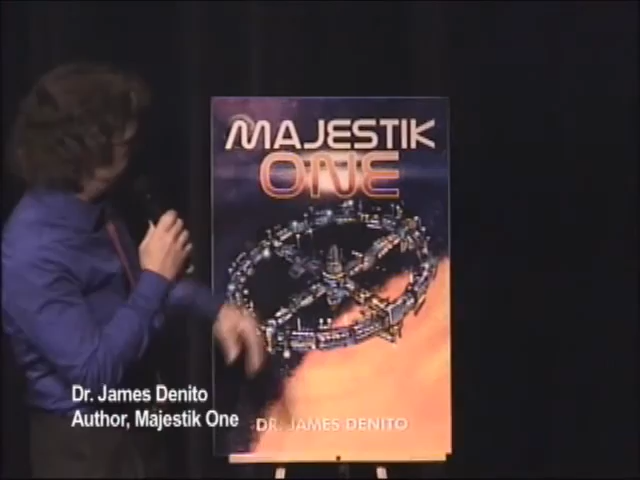 MAJESTIK
ONE
DR. JAMES DENITO
Dr. James Denito
Author, Majestik One